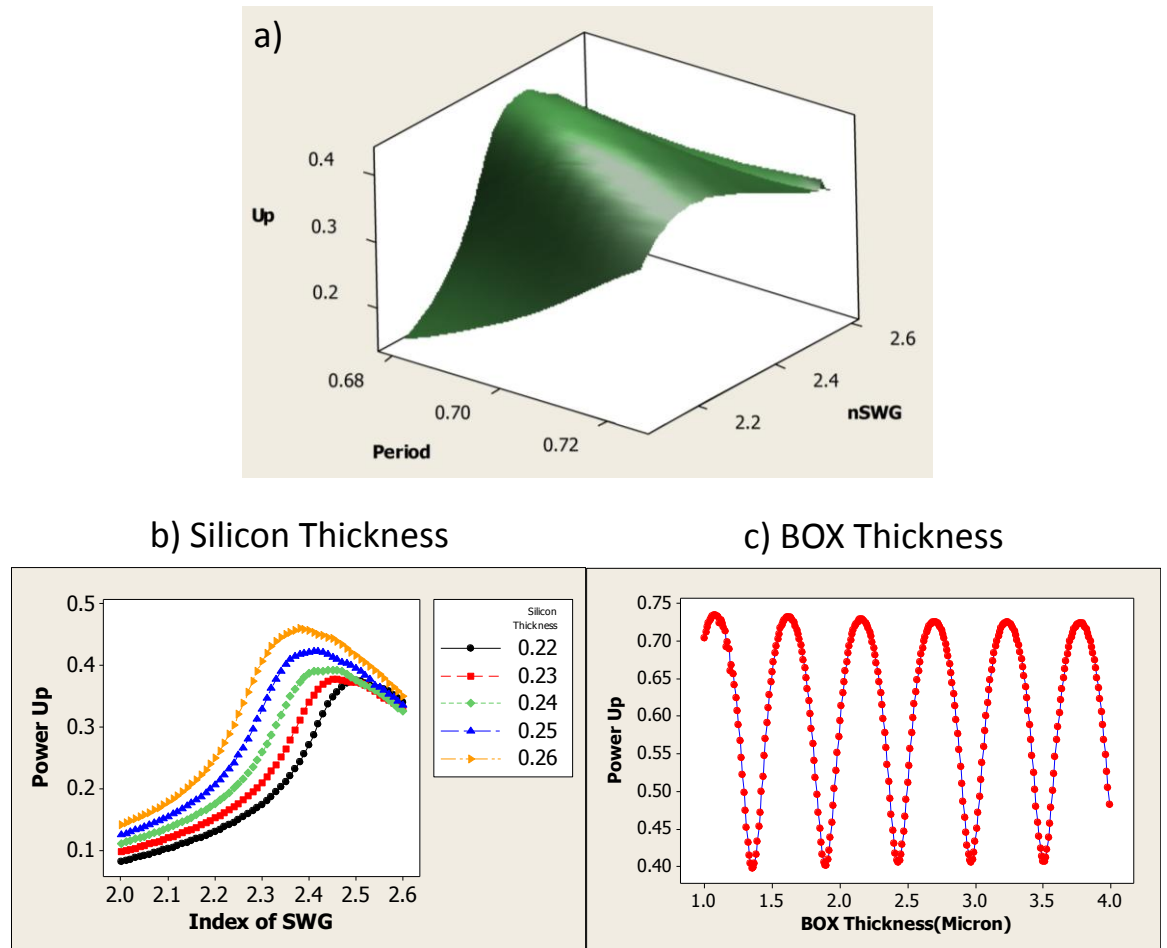 a)
0.4
Up
0.3
0.2
0.68
0.70
0.72
Period
2.2
2.4
2.6
nSWG
b) Silicon Thickness
0.5
0.4
0.3
0.2
0.1
Power Up
2.0 2.1 2.2 2.3 2.4 2.5 2.6
Index of SWG
Silicon
Thickness
0.22
0.23
0.24
0.25
0.26
c) BOX Thickness
0.75
0.70
0.65
0.60
0.55
0.50
0.45
0.40
Power Up
1.0 1.5 2.0 2.5 3.0 3.5 4.0
BOX Thickness(Micron)